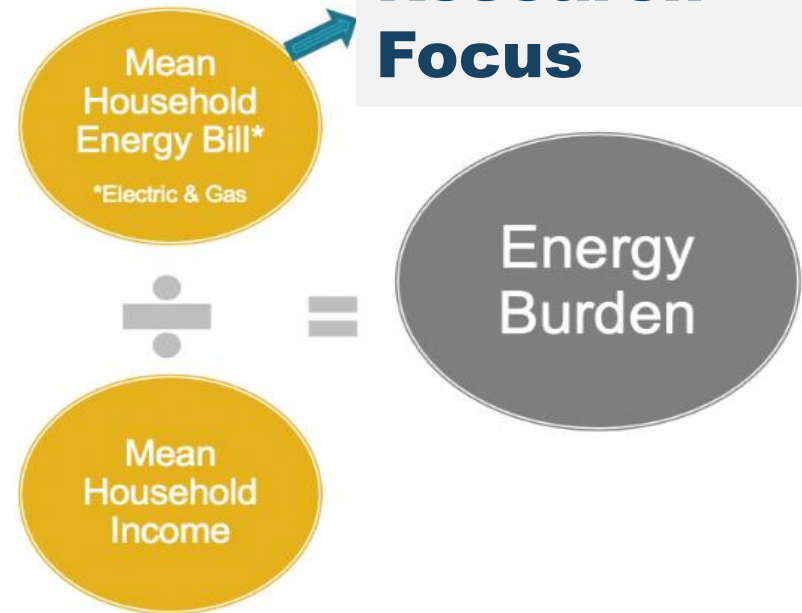 Focus
Mean
Household
Energy Bill*
*Electric & Gas
÷ =
Energy
Burden
Mean
Household
Income